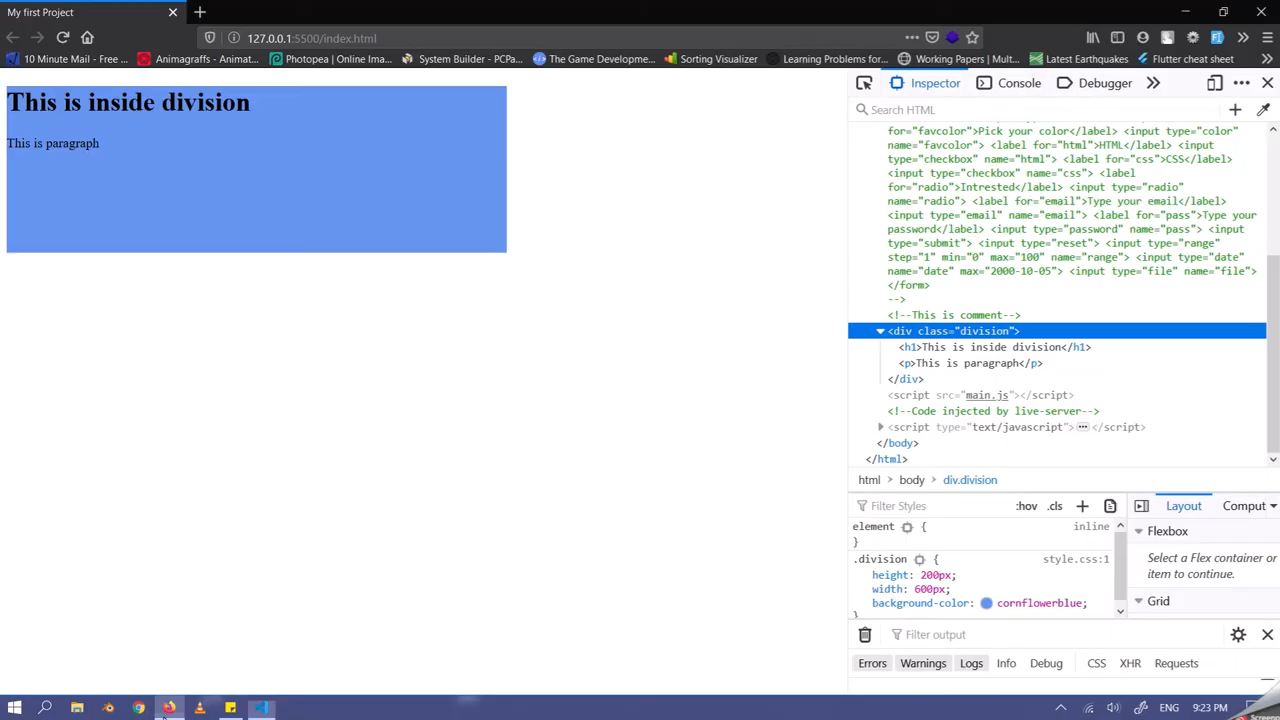 My first Project
127.0.0.1:5500/index.html
10 Minute Mail - Free ...
Animagraffs - Animat...
Photopea | Online Ima...
System Builder - PCPa...
The Game Developme...
Sorting Visualizer
Learning Problems for...
Working Papers | Mult...
Latest Earthquakes
Flutter cheat sheet
This is inside division
This is paragraph
Inspector
Console
Debugger
Search HTML
for="favcolor">Pick your color</label> <input type="color"
name="favcolor"> <label for="html">HTML</label> <input
type="checkbox" name="html"> <label for="css">CSS</label>
<input type="checkbox" name="css"> <label
for="radio">Intrested</label> <input type="radio"
name="radio"> <label for="email">Type your email</label>
<input type="email" name="email"> <label for="pass">Type your
password</label> <input type="password" name="pass"> <input
type="submit"> <input type="reset"> <input type="range"
step="1" min="0" max="100" name="range"> <input type="date"
name="date" max="2000-10-05"> <input type="file" name="file">
</form>
-->
<!--This is comment-->
<div class="division">
<h1>This is inside division</h1>
<p>This is paragraph</p>
</div>
<script src="main.js"></script>
<!--Code injected by live-server-->
<script type="text/javascript"> ... </script>
</body>
</html>
html
body
div.division
Filter Styles
:hov
.cls
Layout
Comput
element {
inline
}
.division {
style.css:1
height: 200px;
width: 600px;
background-color: cornflowerblue;
}
Flexbox
Select a Flex container or
item to continue.
Grid
Filter output
Errors
Warnings
Logs
Info
Debug
CSS
XHR
Requests
ENG
9:23 PM